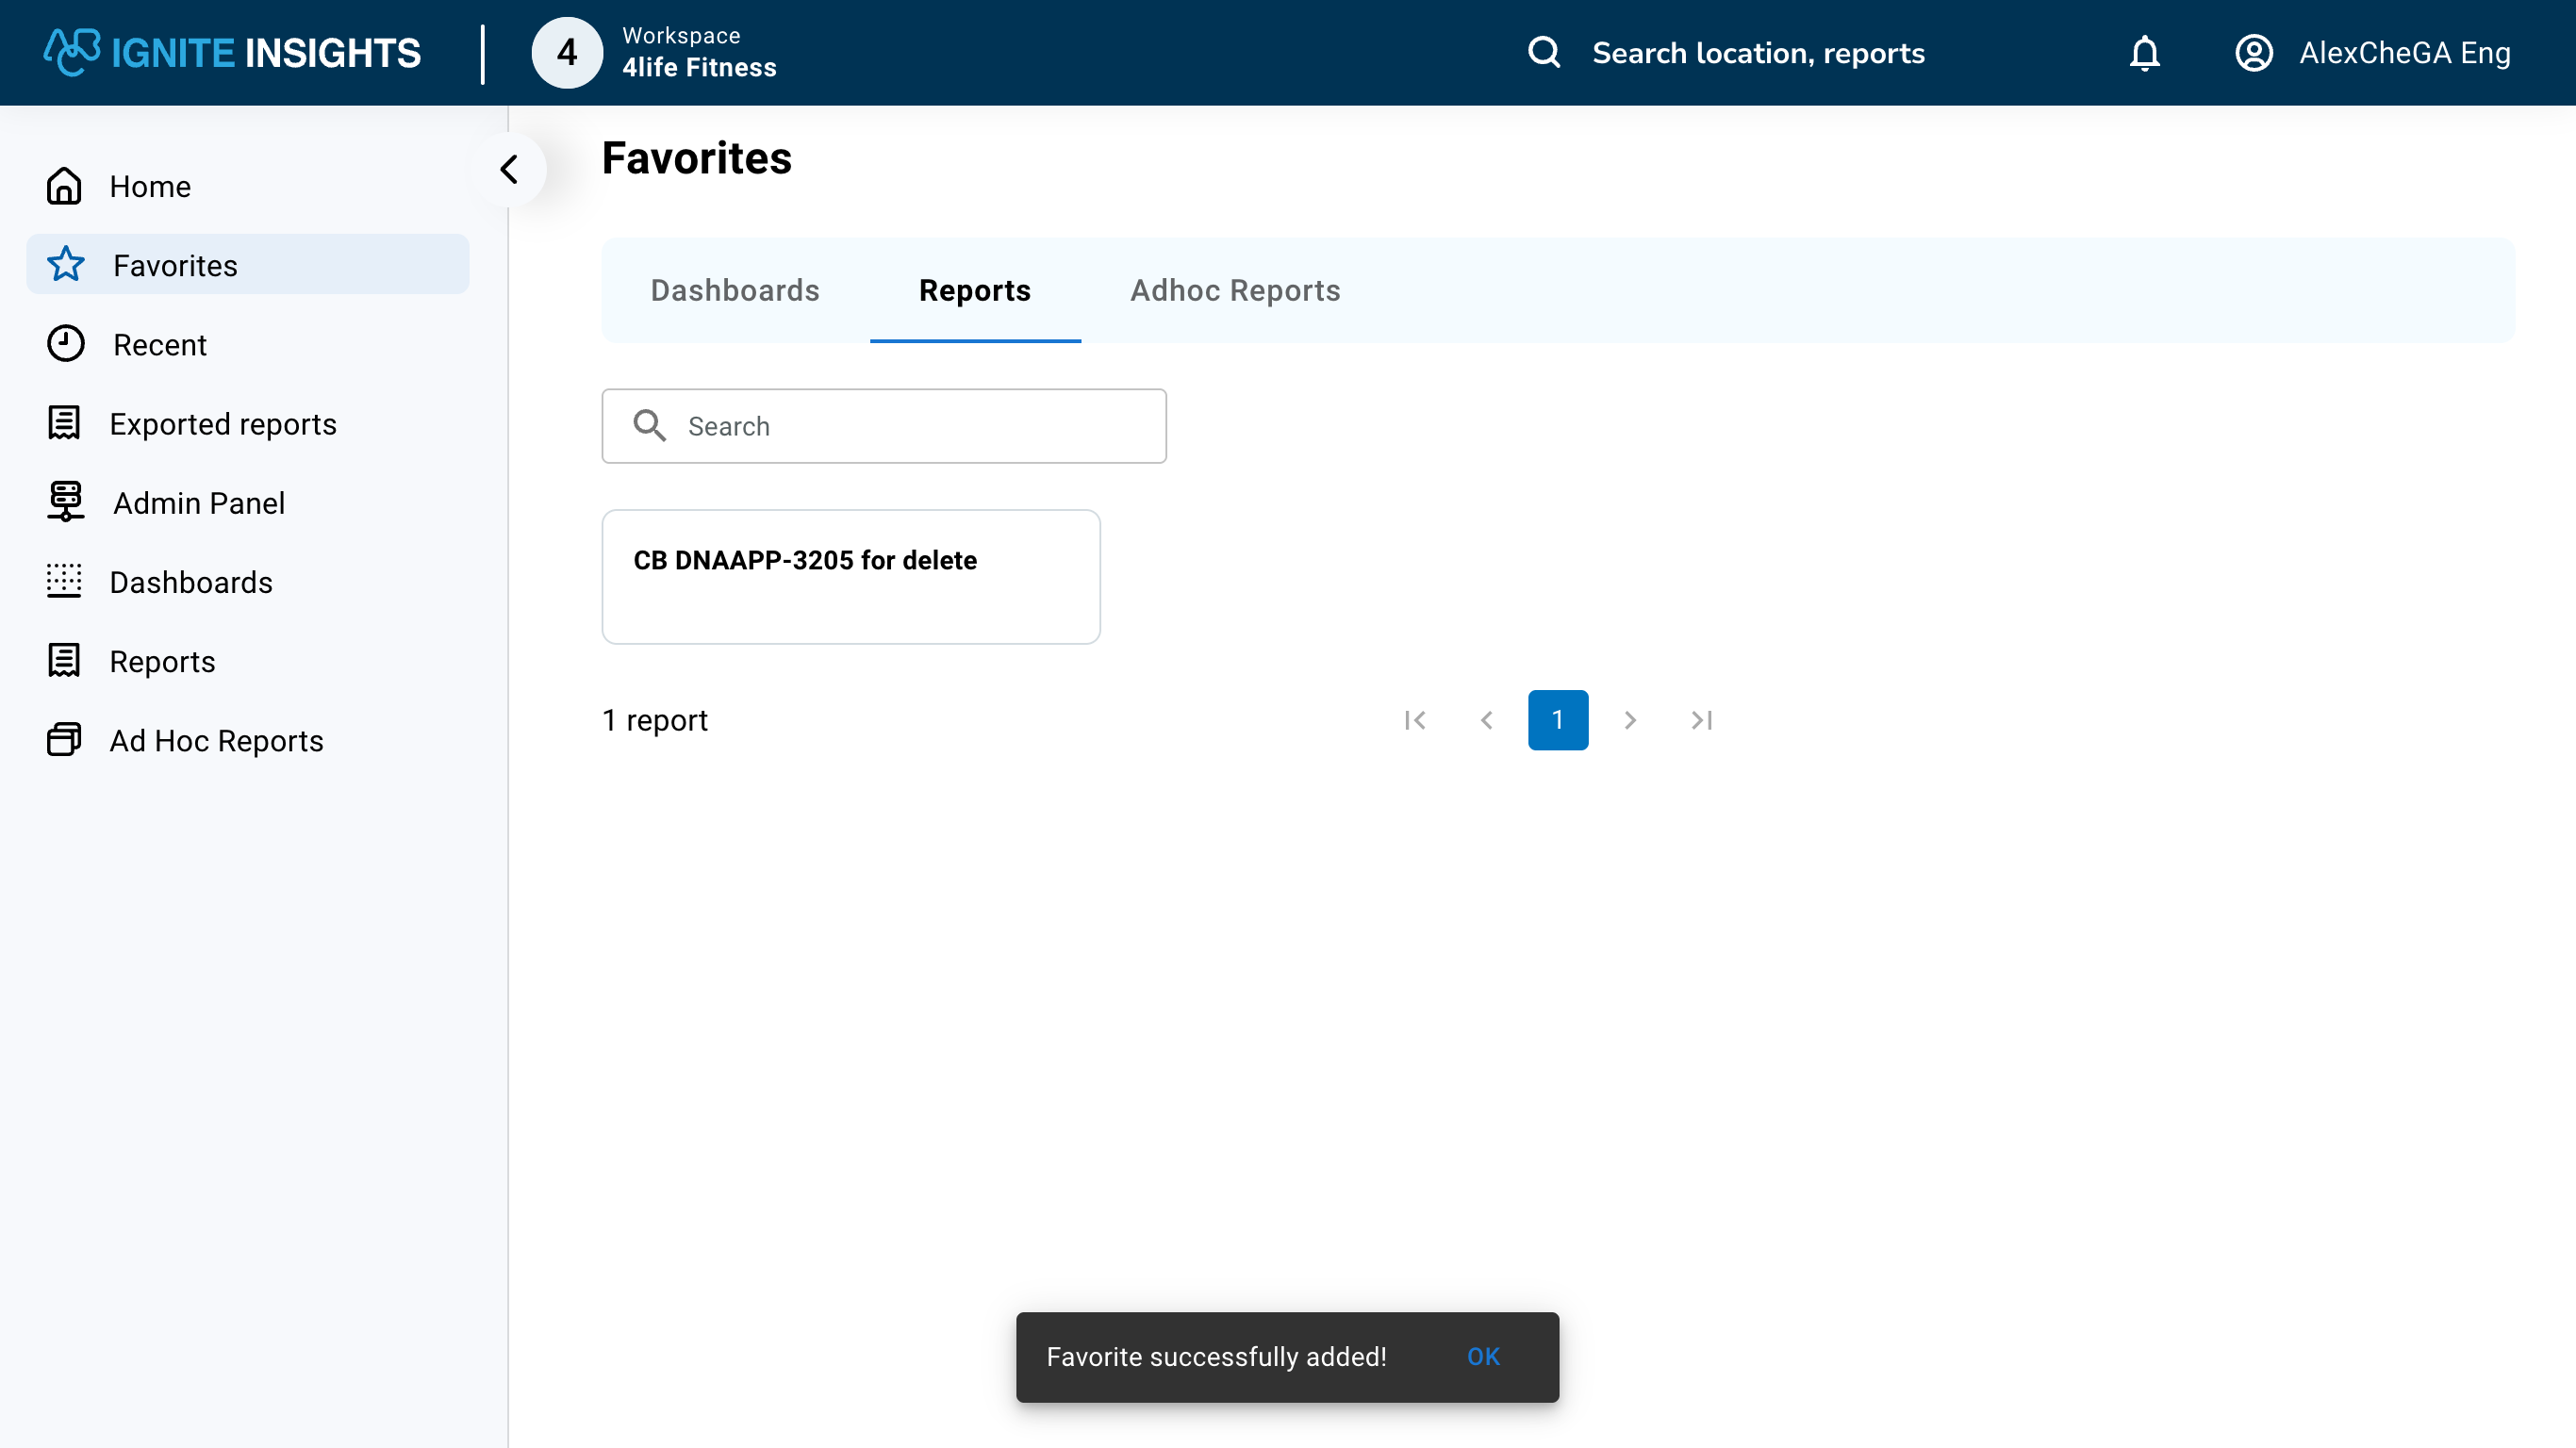 IGNITE INSIGHTS
4
Workspace
4life Fitness
Search location, reports
AlexCheGA Eng
Home
Favorites
Recent
Exported reports
Admin Panel
Dashboards
Reports
Ad Hoc Reports
Favorites
Dashboards
Reports
Adhoc Reports
Search
CB DNAAPP-3205 for delete
1 report
1
Favorite successfully added!
OK